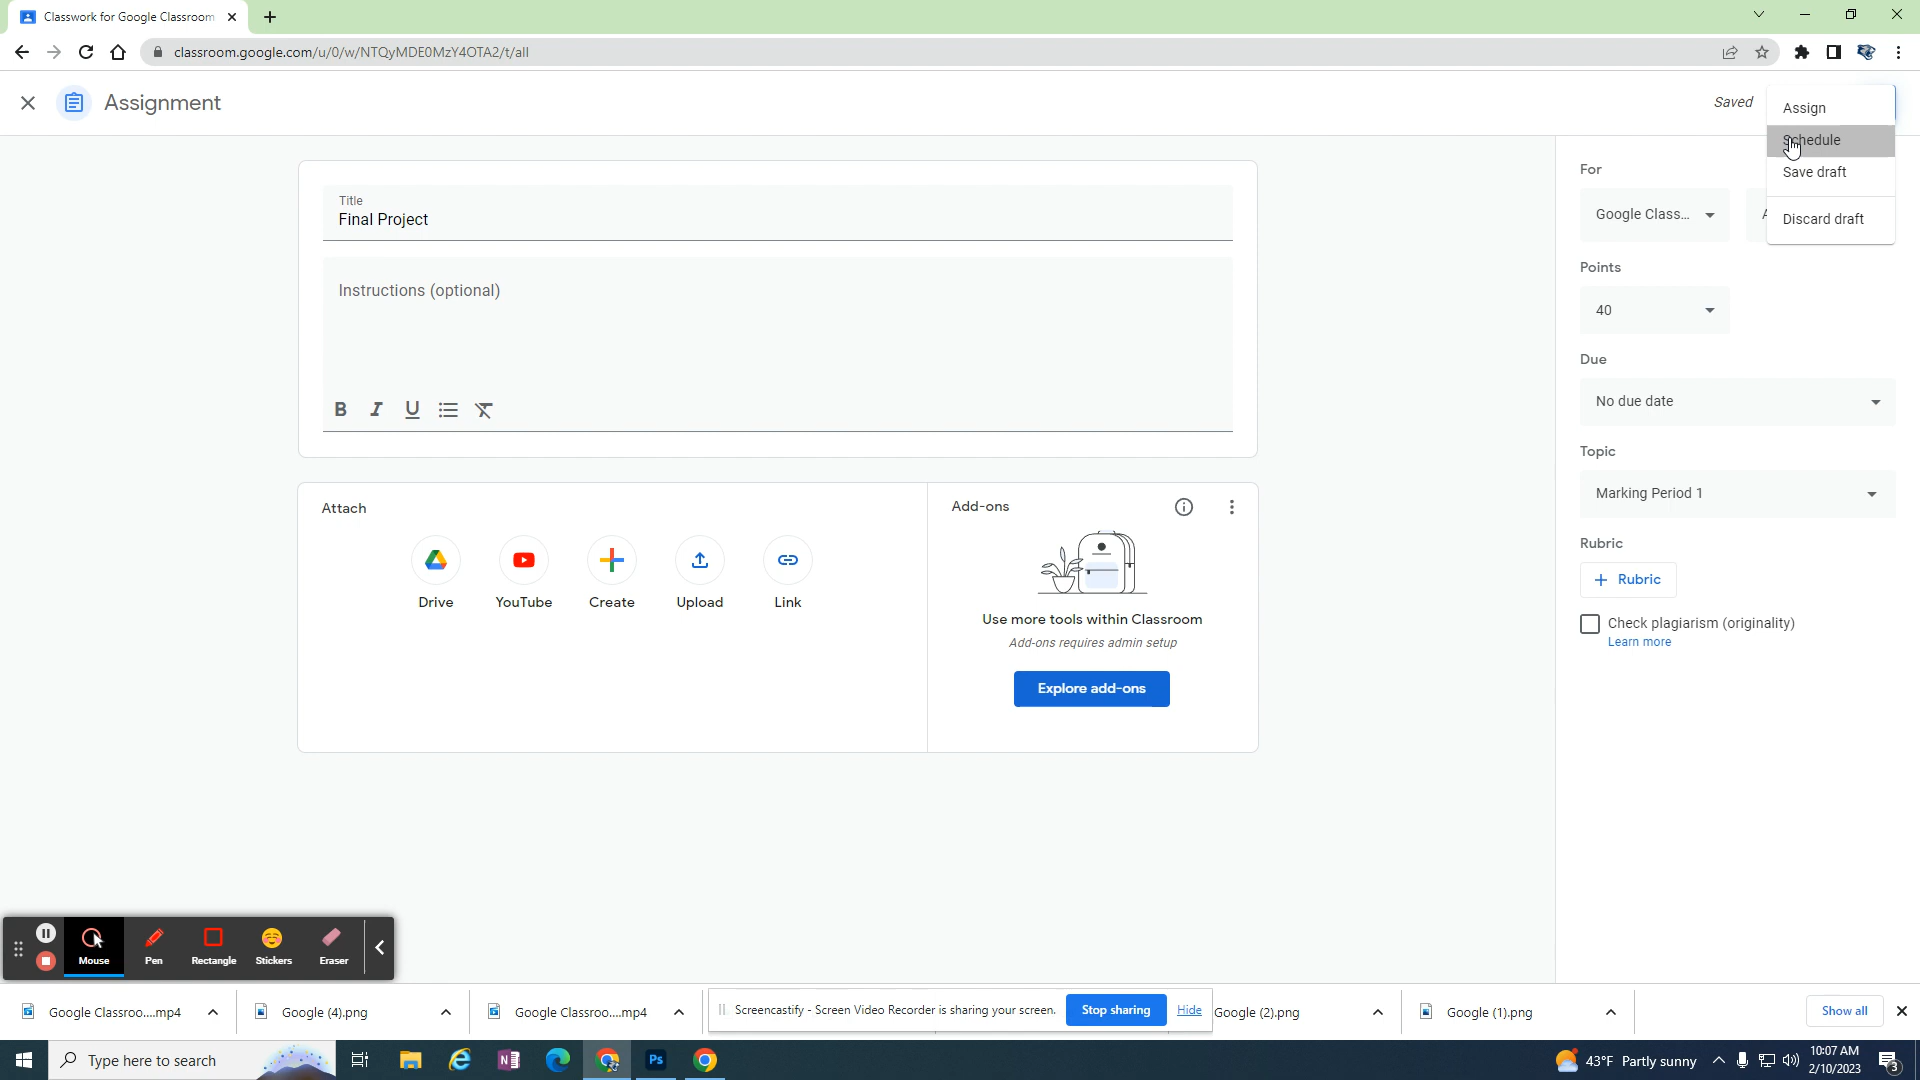 Classwork for Google Classroom
classroom.google.com/u/0/w/NTQyMDE0MzY4OTA2/t/all
Assignment
Saved
Assign
Schedule
Save draft
Discard draft
Title
Final Project
Instructions (optional)
B I U
For
Google Class...
Points
40
Due
No due date
Topic
Marking Period 1
Rubric
+ Rubric
Check plagiarism (originality)
Learn more
Attach
Drive
YouTube
Create
Upload
Link
Add-ons
Use more tools within Classroom
Add-ons requires admin setup
Explore add-ons
Mouse
Pen
Rectangle
Stickers
Eraser
Google Classroo....mp4
Google (4).png
Google Classroo....mp4
Screencastify - Screen Video Recorder is sharing your screen.
Stop sharing
Hide
Google (2).png
Google (1).png
Show all
Type here to search
N
Ps
43°F Partly sunny
10:07 AM
2/10/2023
3